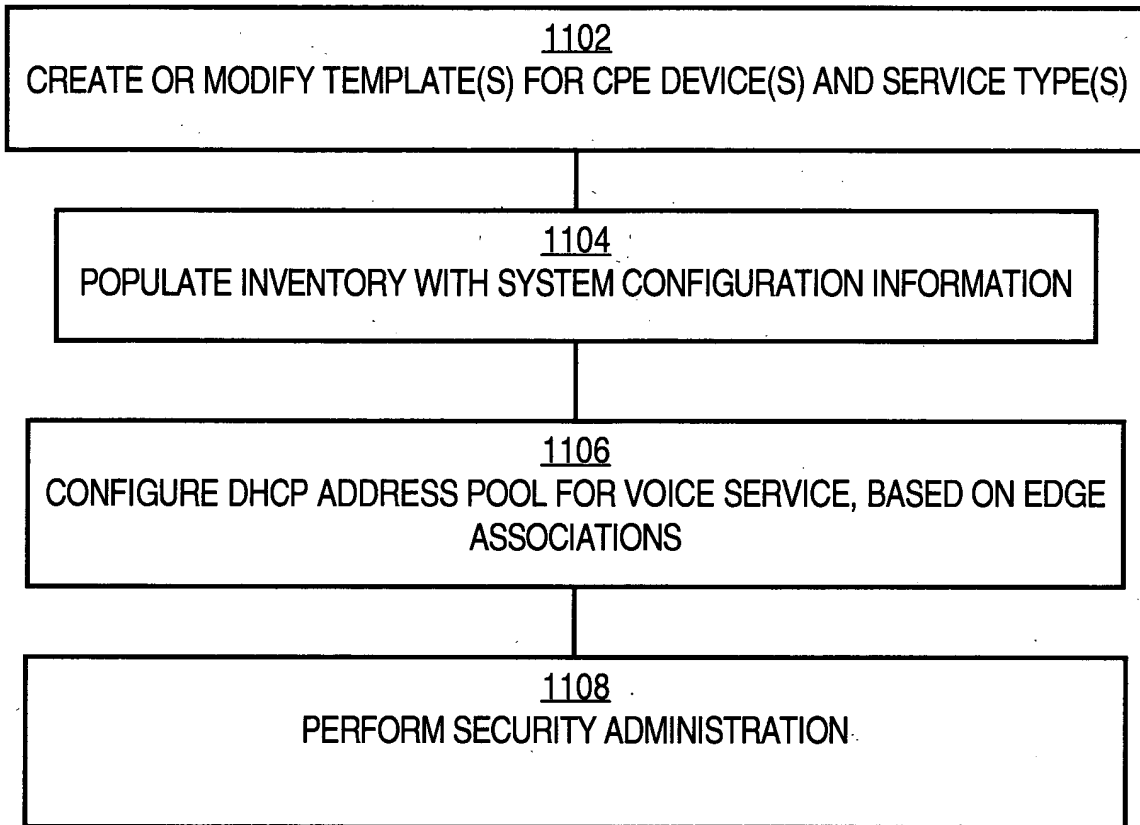 1102
CREATE OR MODIFY TEMPLATE(S) FOR CPE DEVICE(S) AND SERVICE TYPE(S)
1104
POPULATE INVENTORY WITH SYSTEM CONFIGURATION INFORMATION
1106
CONFIGURE DHCP ADDRESS POOL FOR VOICE SERVICE, BASED ON EDGE
ASSOCIATIONS
1108
PERFORM SECURITY ADMINISTRATION